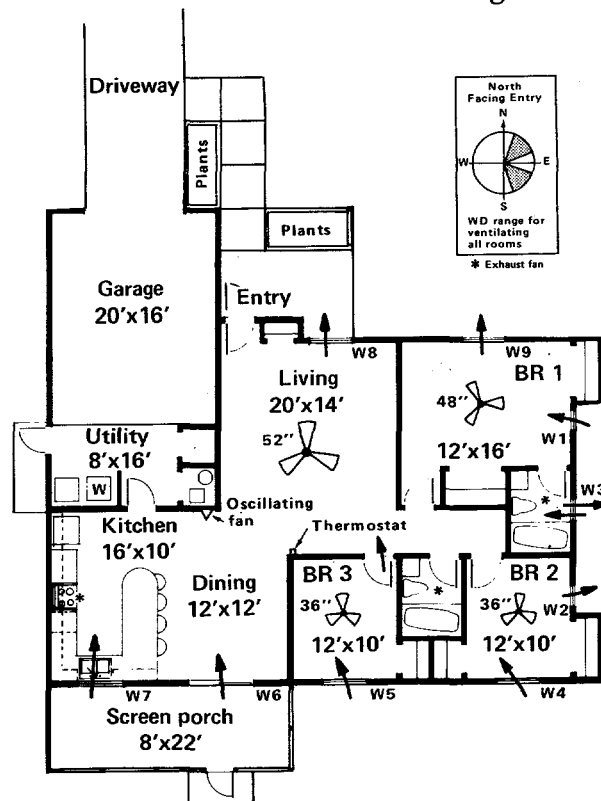 Driveway
Plants
Plants
North
Facing Entry
N
W
E
S
WD range for
ventilating
all rooms
* Exhaust fan
Garage
20'x16'
Entry
W8
W9
Living
20'x14'
52"
BR 1
48"
12'x16'
W1
W3
Utility
8'x16'
W
Oscillating
fan
Kitchen
16'x10'
Thermostat
*
*
*
Dining
12'x12'
BR 3
36"
12'x10'
BR 2
36"
12'x10'
W2
W7
W6
W5
W4
Screen porch
8'x22'